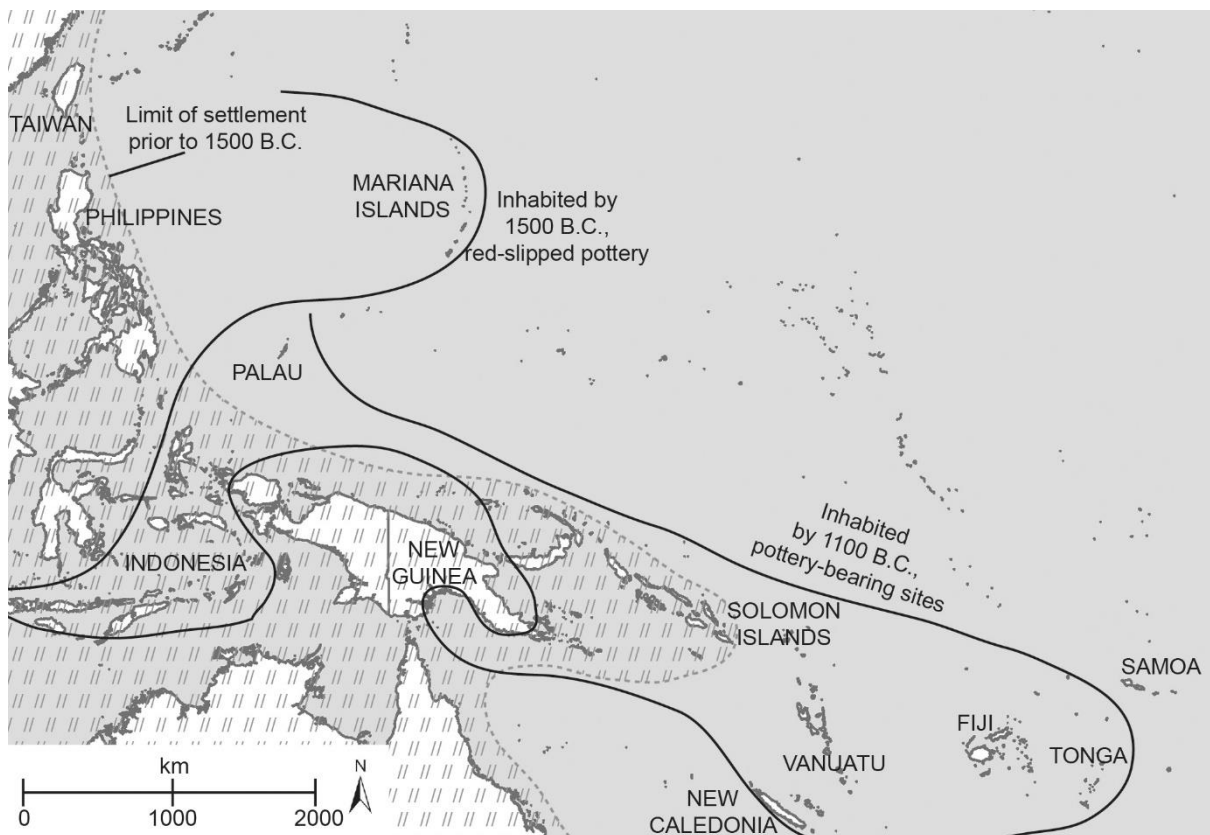 TAIWAN
Limit of settlement
prior to 1500 B.C.
PHILIPPINES
MARIANA
ISLANDS
Inhabited by
1500 B.C.,
red-slipped pottery
PALAU
INDONESIA
NEW
GUINEA
Inhabited
by 1100 B.C.,
pottery-bearing sites
SOLOMON
ISLANDS
SAMOA
FIJI
TONGA
VANUATU
NEW
CALEDONIA
km
0 1000 2000
N